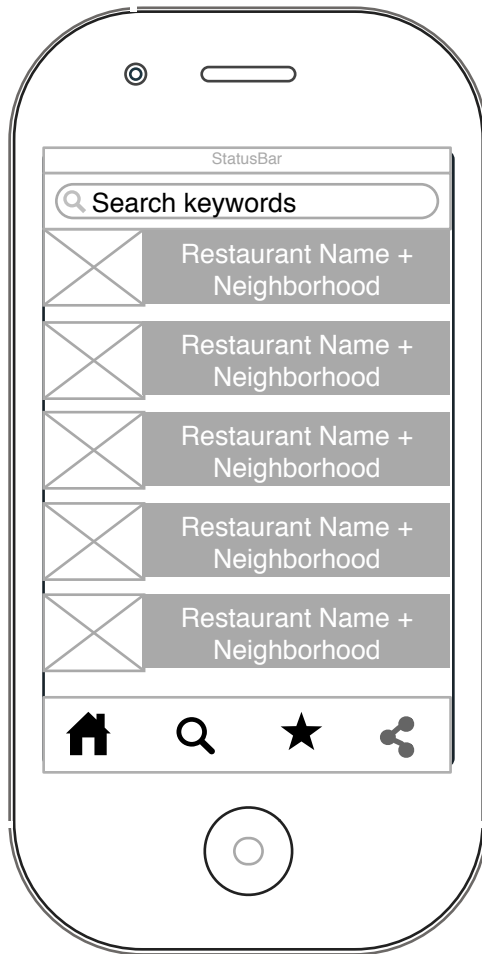 StatusBar
Search keywords
Restaurant Name +
Neighborhood
Restaurant Name +
Neighborhood
Restaurant Name +
Neighborhood
Restaurant Name +
Neighborhood
Restaurant Name +
Neighborhood